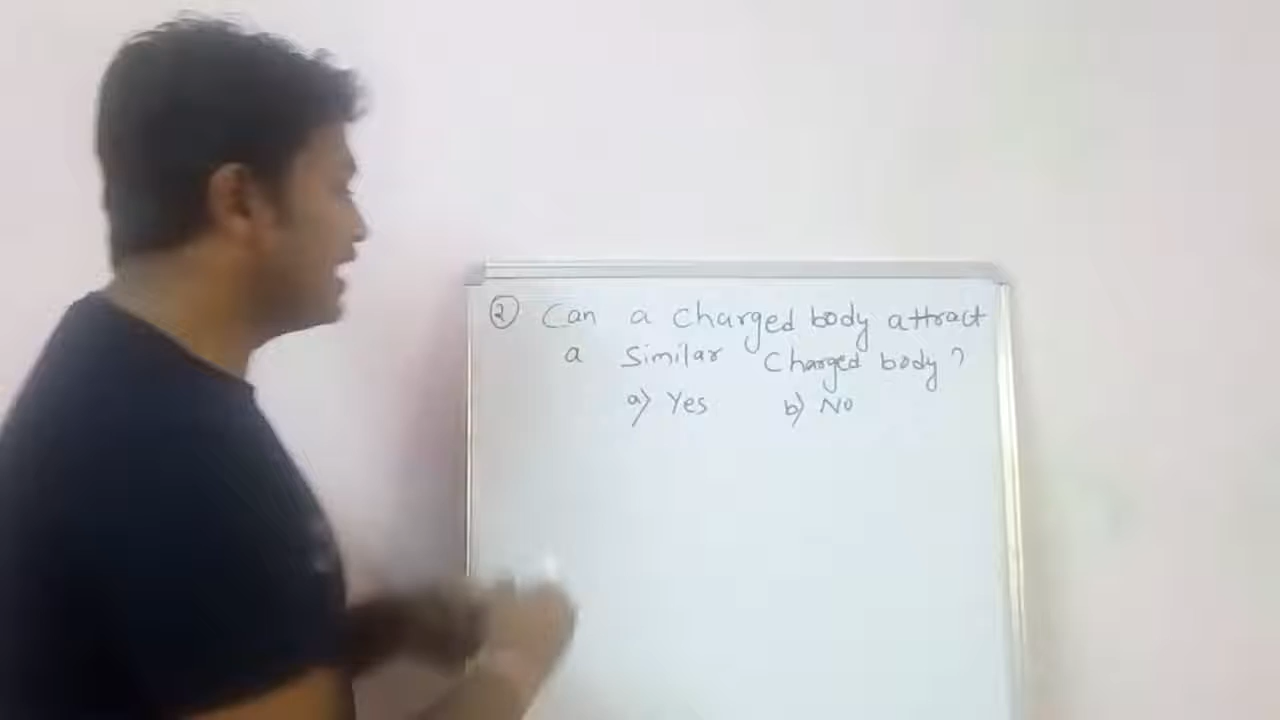 ② Can a charged body attract
a Similar Charged body?
a) Yes b) No